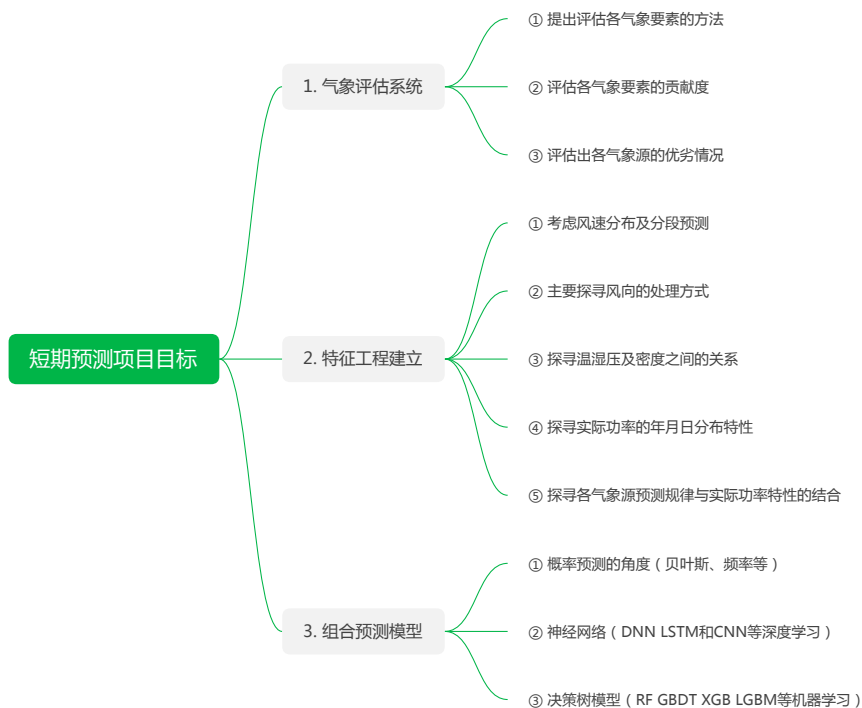 短期预测项目目标
1. 气象评估系统
① 提出评估各气象要素的方法
② 评估各气象要素的贡献度
③ 评估出各气象源的优劣情况
2. 特征工程建立
① 考虑风速分布及分段预测
② 主要探寻风向的处理方式
③ 探寻温湿压及密度之间的关系
④ 探寻实际功率的年月日分布特性
⑤ 探寻各气象源预测规律与实际功率特性的结合
3. 组合预测模型
① 概率预测的角度（贝叶斯、频率等）
② 神经网络（DNN LSTM和CNN等深度学习）
③ 决策树模型（RF GBDT XGB LGBM等机器学习）